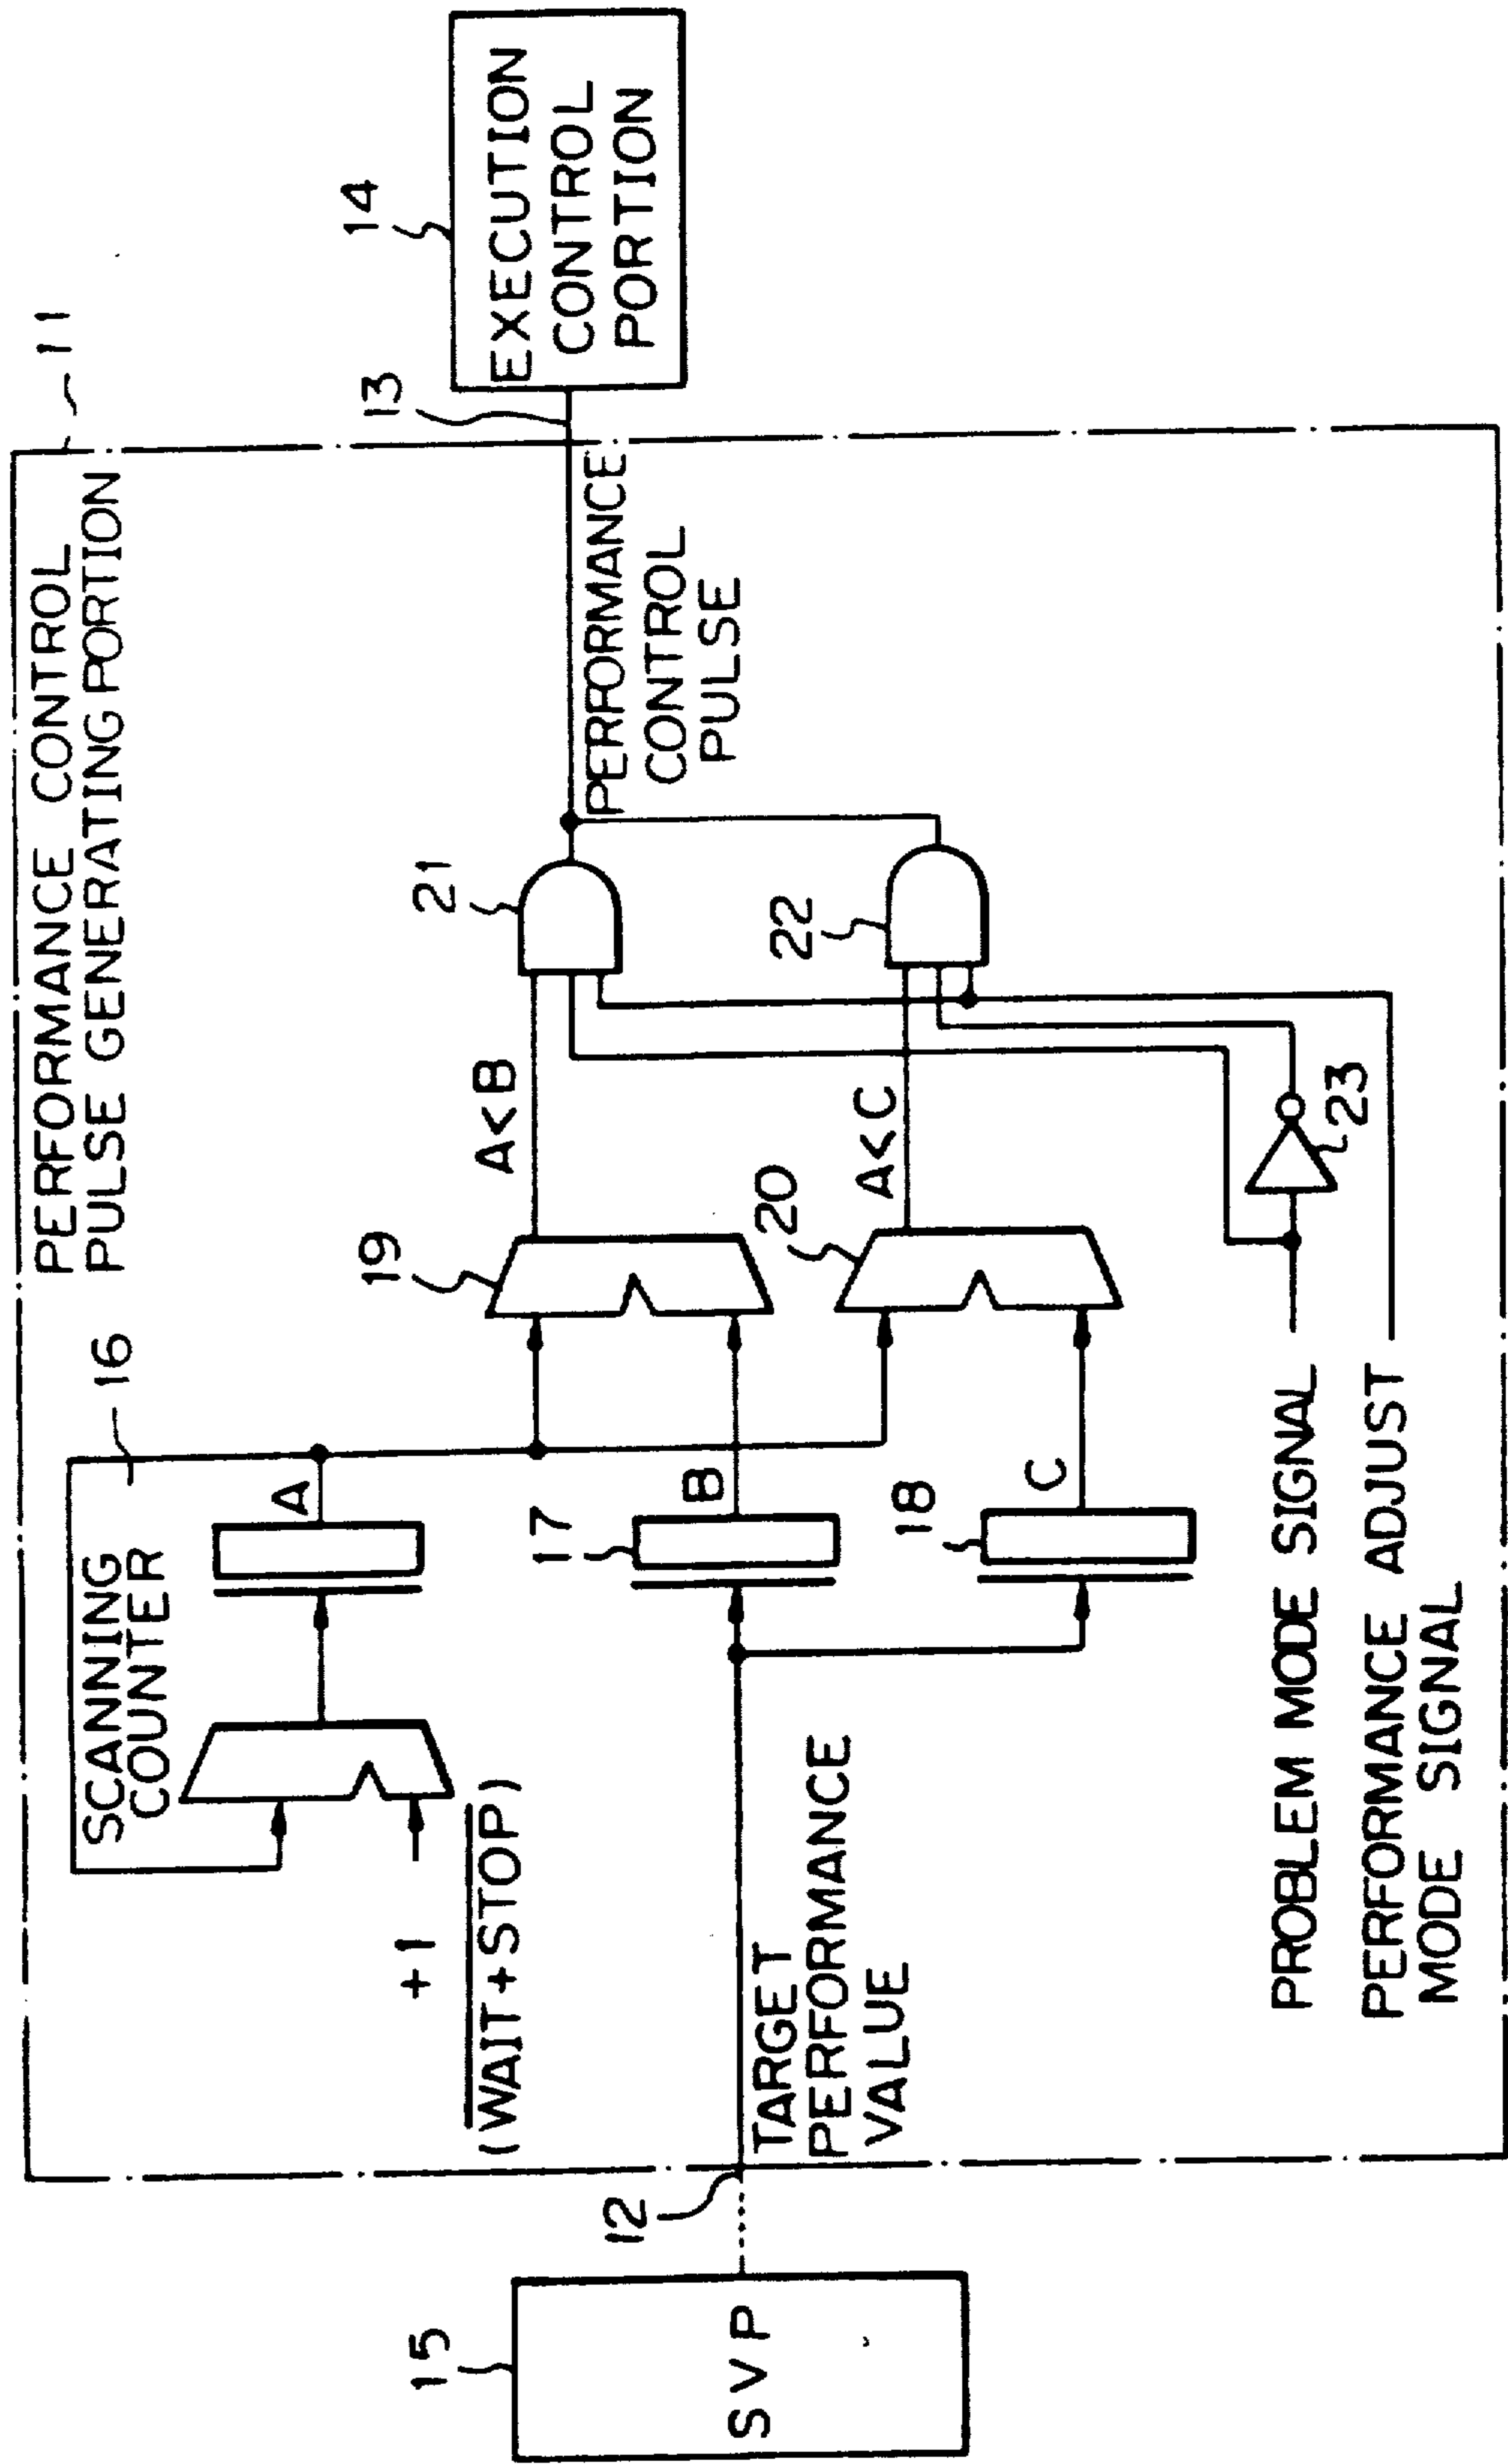 PERFORMANCE CONTROL
PULSE GENERATING PORTION
11
SCANNING
COUNTER
16
A
+1
(WAIT+STOP)
19
A<B
21
17
B
13
14
EXECUTION
CONTROL
PORTION
PERFORMANCE
CONTROL
PULSE
15
SVP
12
TARGET
PERFORMANCE
VALUE
18
C
20
A<C
22
23
PROBLEM MODE SIGNAL
PERFORMANCE ADJUST
MODE SIGNAL